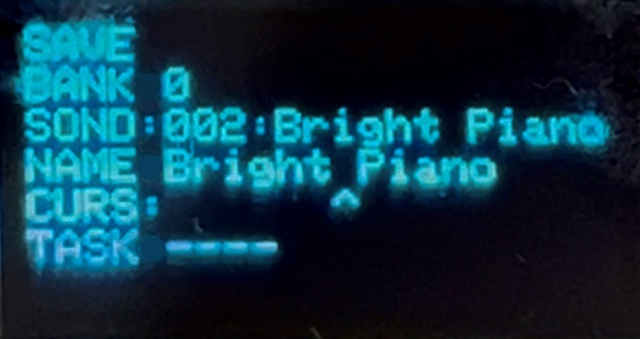 SAVE
BANK 0
SOND:002:Bright Piano
NAME Bright Piano
CURS: ^
TASK ----